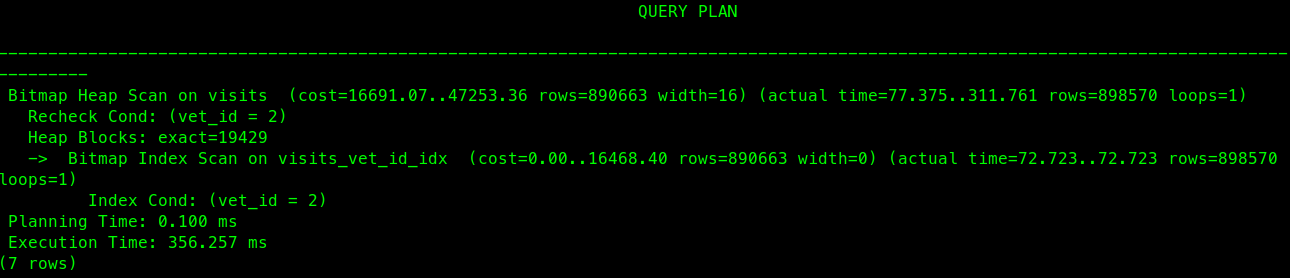 QUERY PLAN
---------------------------------------------------------------------------------------------------------------------------------
---------
Bitmap Heap Scan on visits  (cost=16691.07..47253.36 rows=890663 width=16) (actual time=77.375..311.761 rows=898570 loops=1)
Recheck Cond: (vet_id = 2)
Heap Blocks: exact=19429
->  Bitmap Index Scan on visits_vet_id_idx  (cost=0.00..16468.40 rows=890663 width=0) (actual time=72.723..72.723 rows=898570
loops=1)
Index Cond: (vet_id = 2)
Planning Time: 0.100 ms
Execution Time: 356.257 ms
(7 rows)